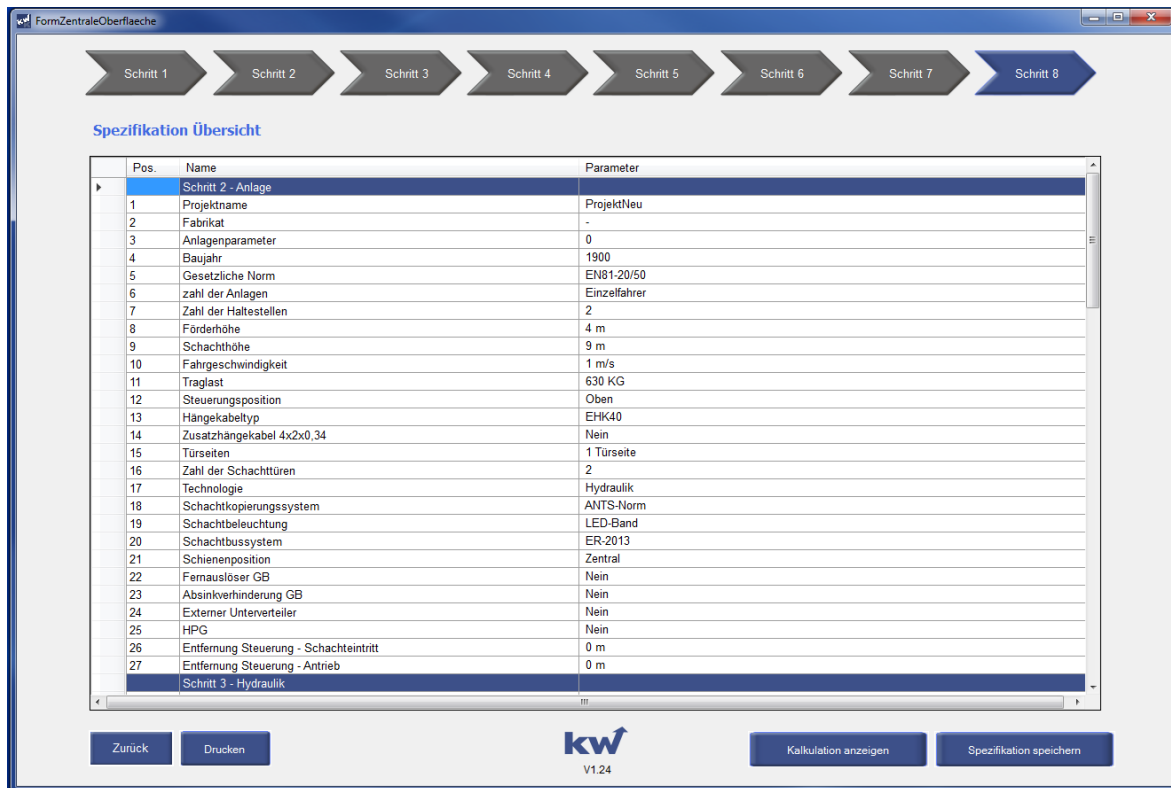 FormZentraleOberflaeche
Schritt 1 Schritt 2 Schritt 3 Schritt 4 Schritt 5 Schritt 6 Schritt 7 Schritt 8
Spezifikation Übersicht
Pos. Name Parameter
Schritt 2 - Anlage
1 Projektname ProjektNeu
2 Fabrikat -
3 Anlagenparameter 0
4 Baujahr 1900
5 Gesetzliche Norm EN81-20/50
6 zahl der Anlagen Einzelfahrer
7 Zahl der Haltestellen 2
8 Förderhöhe 4 m
9 Schachthöhe 9 m
10 Fahrgeschwindigkeit 1 m/s
11 Traglast 630 KG
12 Steuerungsposition Oben
13 Hängekabeltyp EHK40
14 Zusatzhängekabel 4x2x0,34 Nein
15 Türseiten 1 Türseite
16 Zahl der Schachttüren 2
17 Technologie Hydraulik
18 Schachtkopierungssystem ANTS-Norm
19 Schachtbeleuchtung LED-Band
20 Schachtbussystem ER-2013
21 Schienenposition Zentral
22 Fernauslöser GB Nein
23 Absinkverhinderung GB Nein
24 Externer Unterverteiler Nein
25 HPG Nein
26 Entfernung Steuerung - Schachteintritt 0 m
27 Entfernung Steuerung - Antrieb 0 m
Schritt 3 - Hydraulik
Zurück Drucken kw Kalkulation anzeigen Spezifikation speichern
V1.24